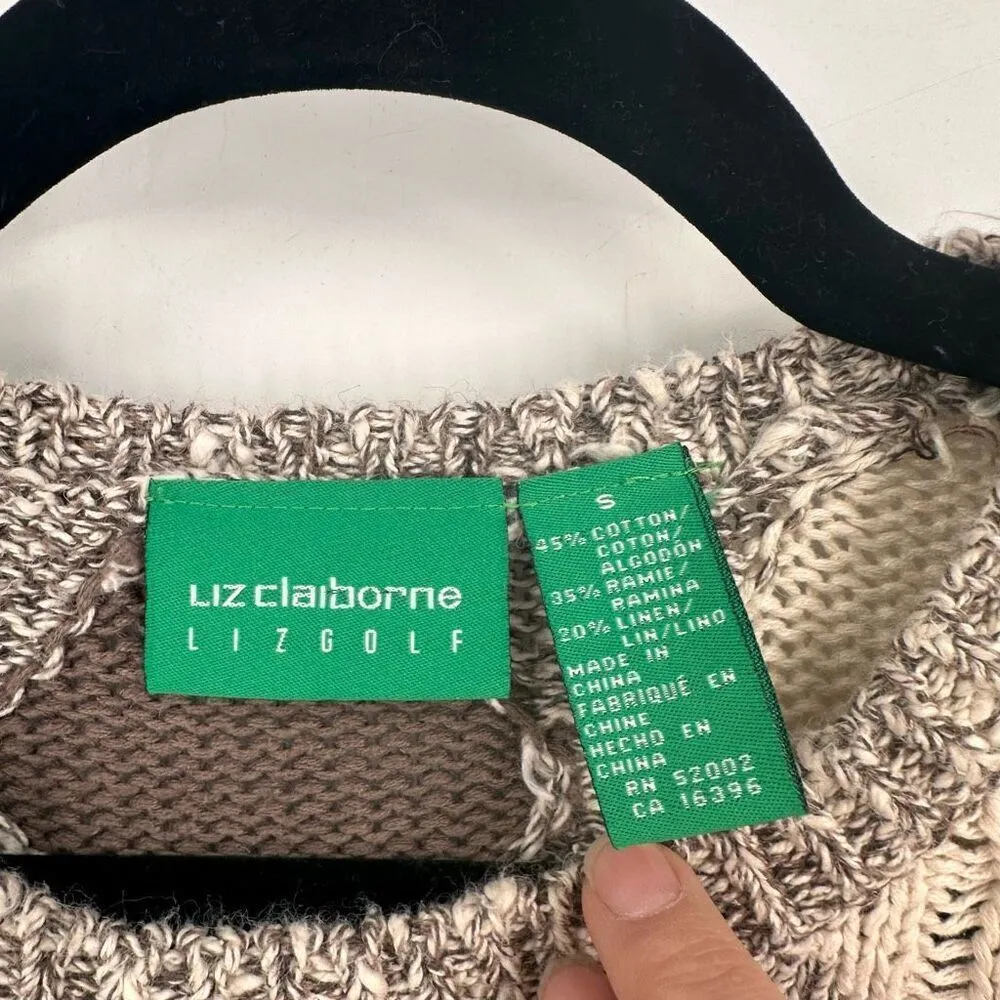 Liz claiborne
LIZGOLF
S
45% COTTON/
COTON/
ALGODÓN
35% RAMIE/
RAMINA
20% LINEN/
LIN/LINO
MADE IN
CHINA
FABRIQUÉ EN
CHINE
HECHO EN
CHINA
RN 52002
CA 16396